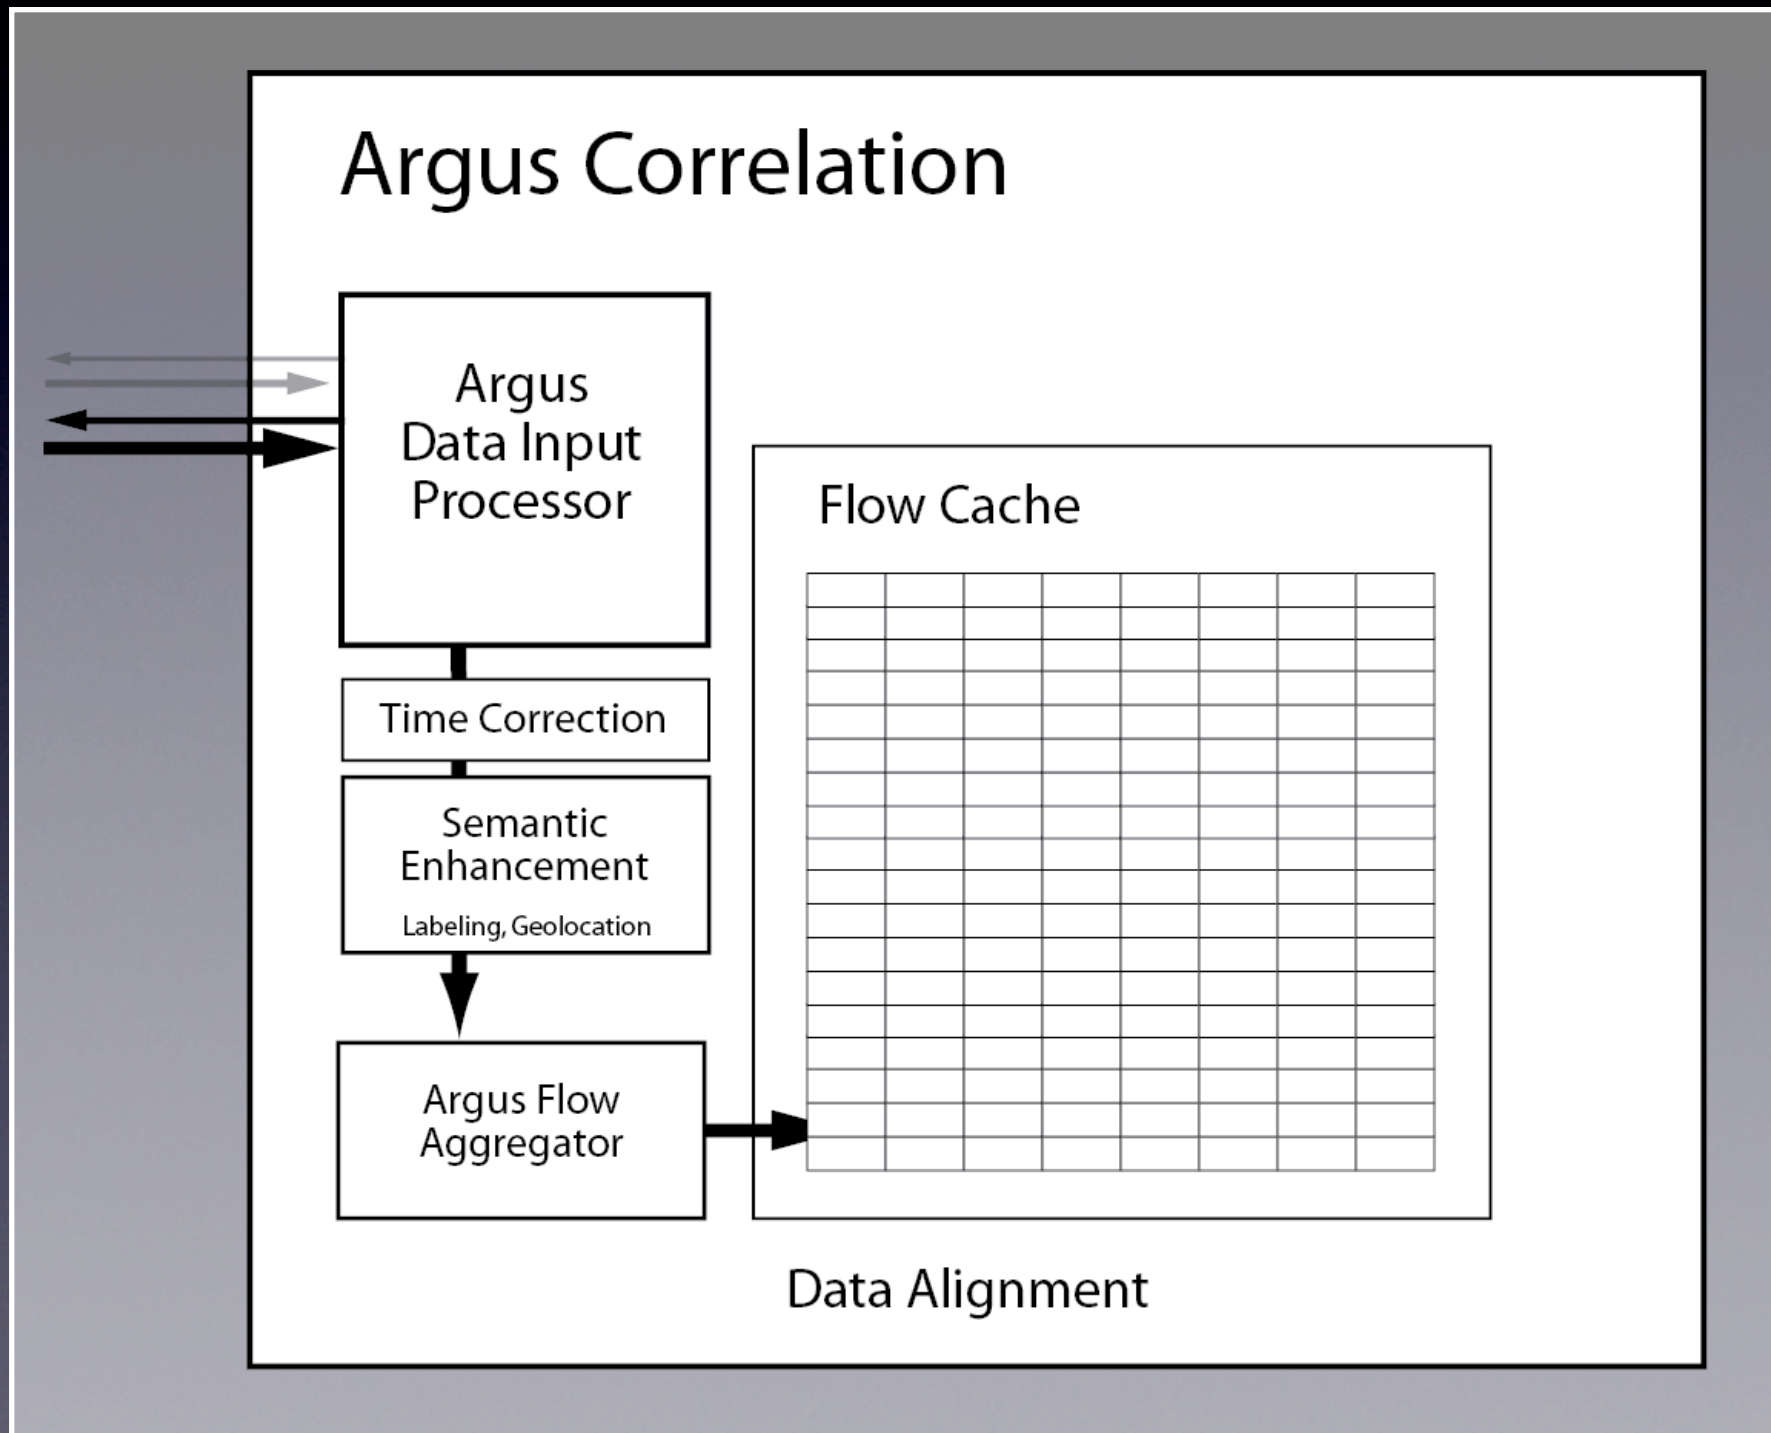 Argus Correlation
Argus
Data Input
Processor
Flow Cache
Time Correction
Semantic
Enhancement
Labeling, Geolocation
Argus Flow
Aggregator
Data Alignment